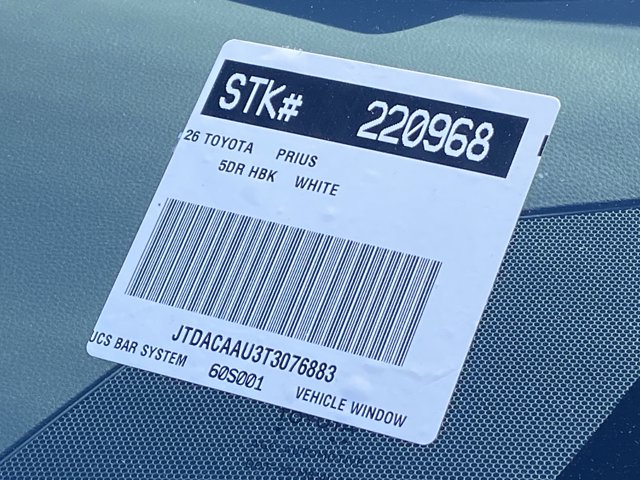 STK# 220968
26 TOYOTA PRIUS
5DR HBK WHITE
JTDACAAU3T3076883
UCS BAR SYSTEM 60S001 VEHICLE WINDOW